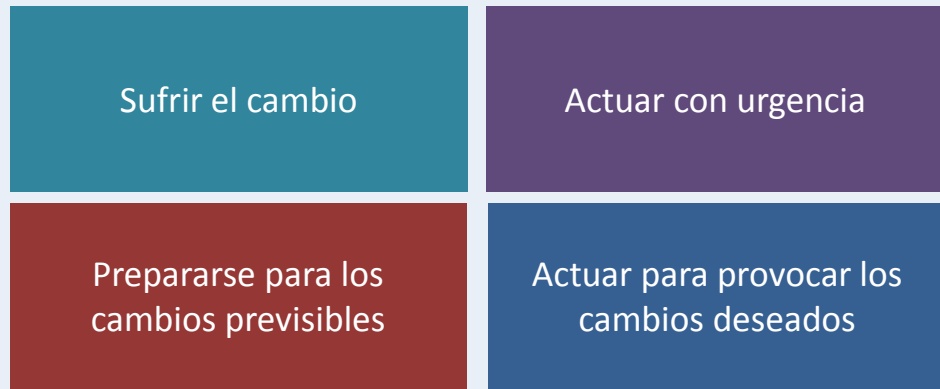 Sufrir el cambio
Actuar con urgencia
Prepararse para los
cambios previsibles
Actuar para provocar los
cambios deseados